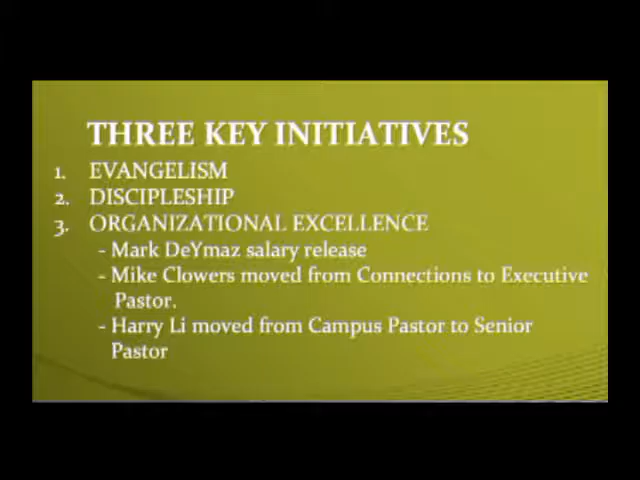 THREE KEY INITIATIVES
1. EVANGELISM
2. DISCIPLESHIP
3. ORGANIZATIONAL EXCELLENCE
- Mark DeYmaz salary release
- Mike Clowers moved from Connections to Executive
Pastor.
- Harry Li moved from Campus Pastor to Senior
Pastor